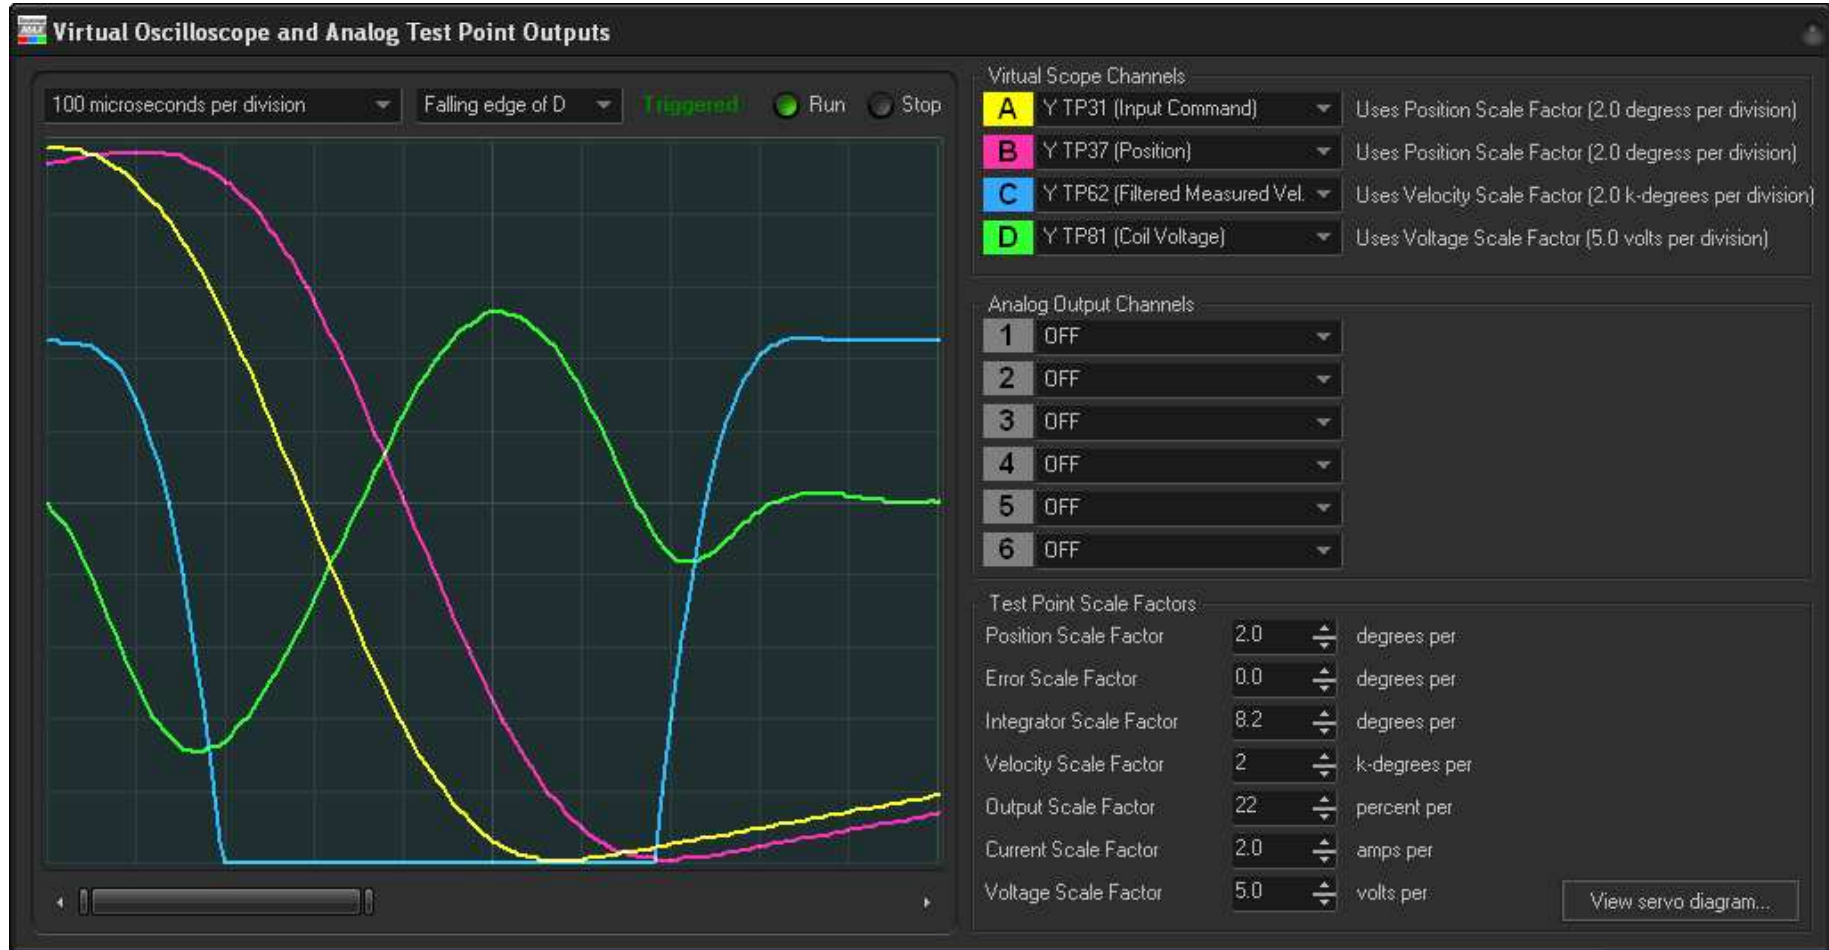 Virtual Oscilloscope and Analog Test Point Outputs
100 microseconds per division
Falling edge of D
Triggered
Run
Stop
Virtual Scope Channels
A Y TP31 (Input Command) Uses Position Scale Factor (2.0 degress per division)
B Y TP37 (Position) Uses Position Scale Factor (2.0 degress per division)
C Y TP62 (Filtered Measured Vel. Uses Velocity Scale Factor (2.0 k-degrees per division)
D Y TP81 (Coil Voltage) Uses Voltage Scale Factor (5.0 volts per division)
Analog Output Channels
1 OFF
2 OFF
3 OFF
4 OFF
5 OFF
6 OFF
Test Point Scale Factors
Position Scale Factor 2.0 degrees per
Error Scale Factor 0.0 degrees per
Integrator Scale Factor 8.2 degrees per
Velocity Scale Factor 2 k-degrees per
Output Scale Factor 22 percent per
Current Scale Factor 2.0 amps per
Voltage Scale Factor 5.0 volts per
View servo diagram...